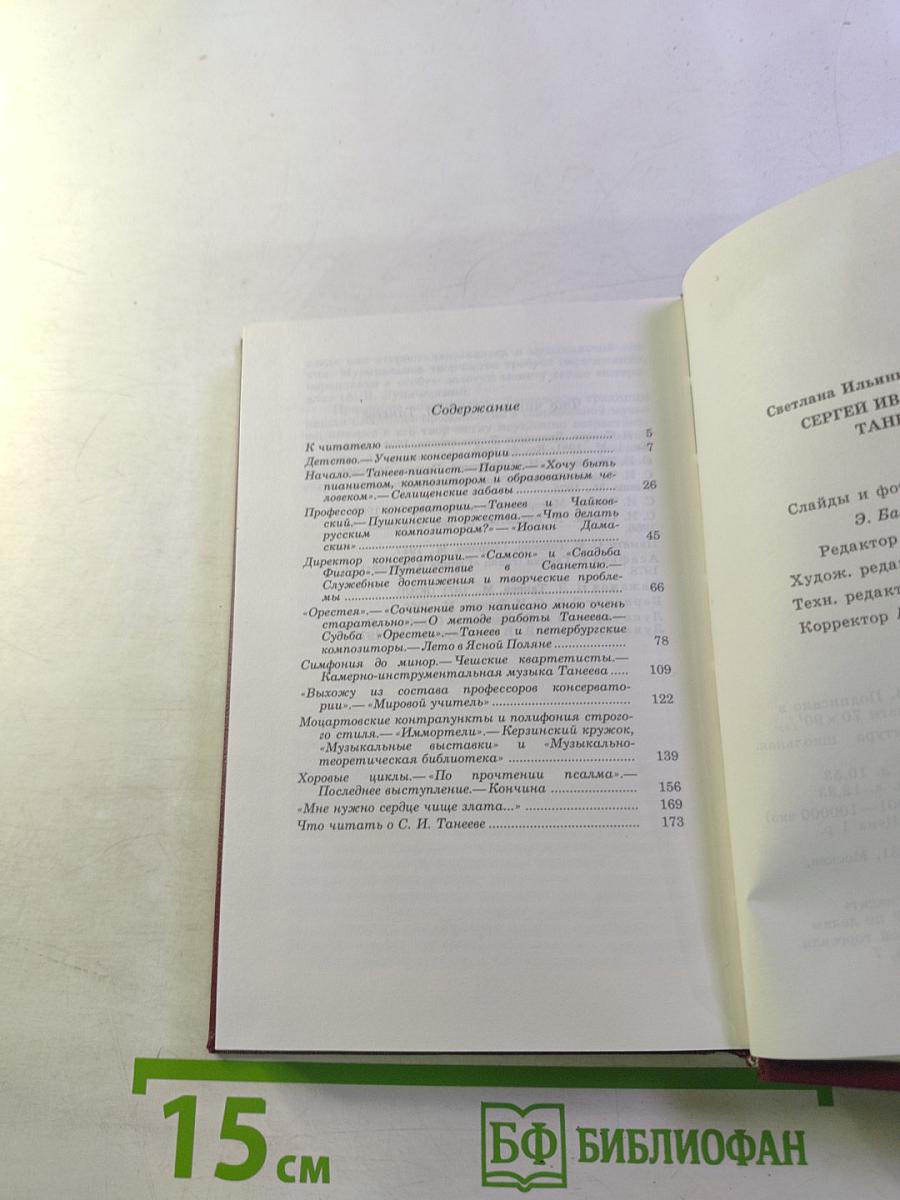 Содержание
К читателю ........ 5
Детство.— Ученик консерватории ........ 7
Начало.— Танеев-пианист.— Париж.— «Хочу быть
пианистом, композитором и образованным че-
ловеком».— Селищенские забавы ........ 26
Профессор консерватории.— Танеев и Чайков-
ский.— Пушкинские торжества.— «Что делать
русским композиторам?» — «Иоанн Дама-
скин» ........ 45
Директор консерватории.— «Самсон» и «Свадьба
Фигаро».— Путешествие в Сванетию.—
Служебные достижения и творческие пробле-
мы ........ 66
«Орестея».— «Сочинение это написано мною очень
старательно».— О методе работы Танеева.—
Судьба «Орестеи».— Танеев и петербургские
композиторы.— Лето в Ясной Поляне ........ 78
Симфония до минор.— Чешские квартетисты.—
Камерно-инструментальная музыка Танеева ..... 109
«Выхожу из состава профессоров консервато-
рии».— «Мировой учитель» ........ 122
Моцартовские контрапункты и полифония строго-
го стиля.— «Иммортели».— Керзинский кружок,
«Музыкальные выставки» и «Музыкально-
теоретическая библиотека» ........ 139
Хоровые циклы.— «По прочтении псалма».—
Последнее выступление.— Кончина ........ 156
«Мне нужно сердце чище злата...» ........ 169
Что читать о С. И. Танееве ........ 173
Светлана Ильин
СЕРГЕЙ ИВ
ТАН
Слайды и фо
Э. Ба
Редактор
Худож. реда
Техн. редакт
Корректор
15 см
БФ БИБЛИОФАН